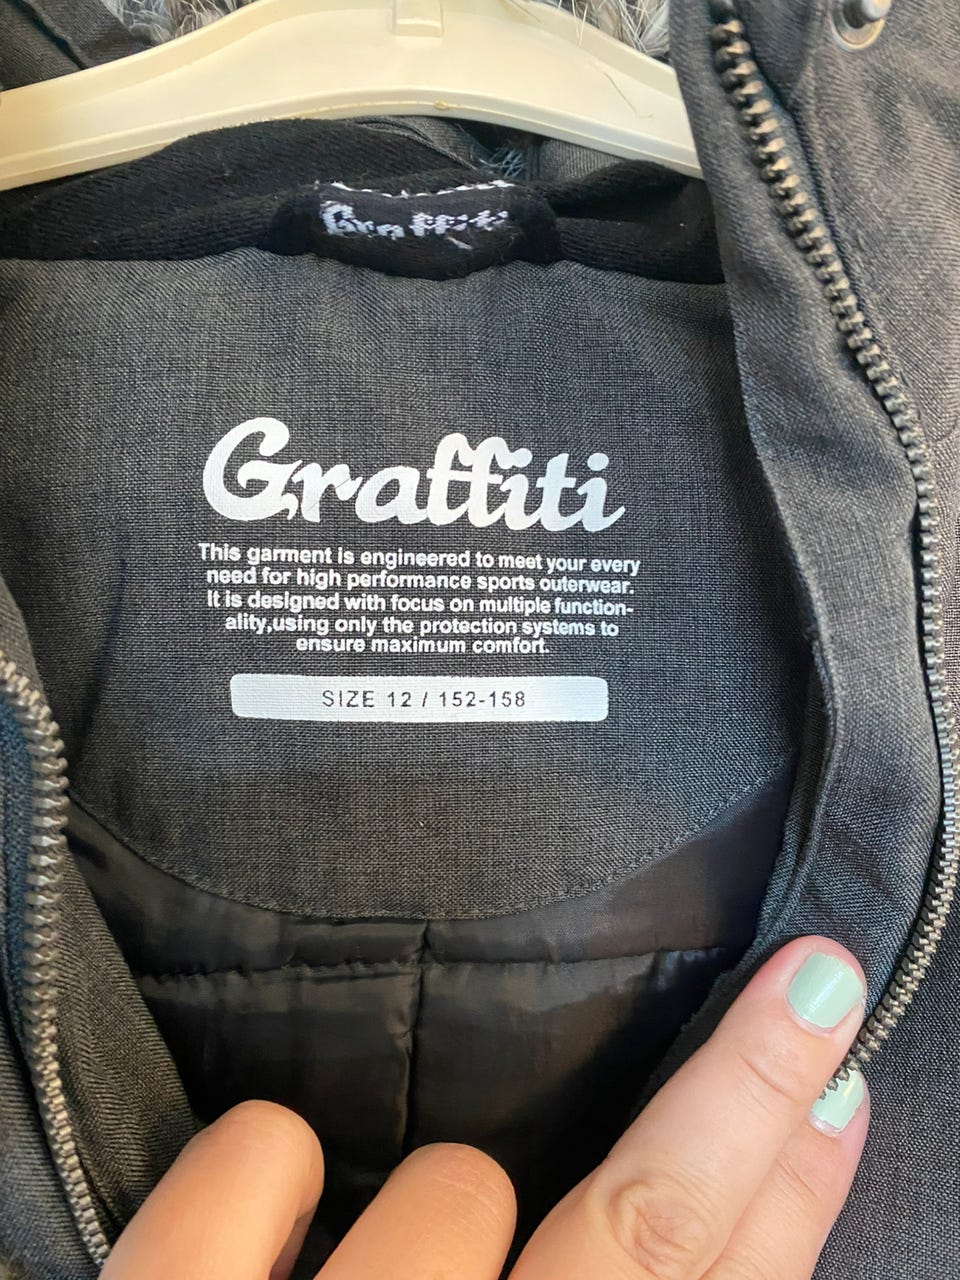 Graffiti
Graffiti
This garment is engineered to meet your every
need for high performance sports outerwear.
It is designed with focus on multiple function-
ality,using only the protection systems to
ensure maximum comfort.
SIZE 12 / 152-158